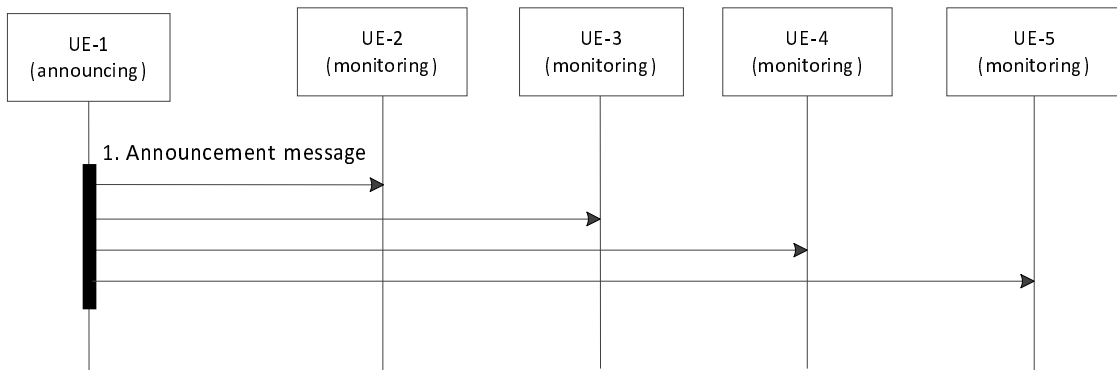 UE-1
(announcing)
UE-2
(monitoring)
UE-3
(monitoring)
UE-4
(monitoring)
UE-5
(monitoring)
1. Announcement message